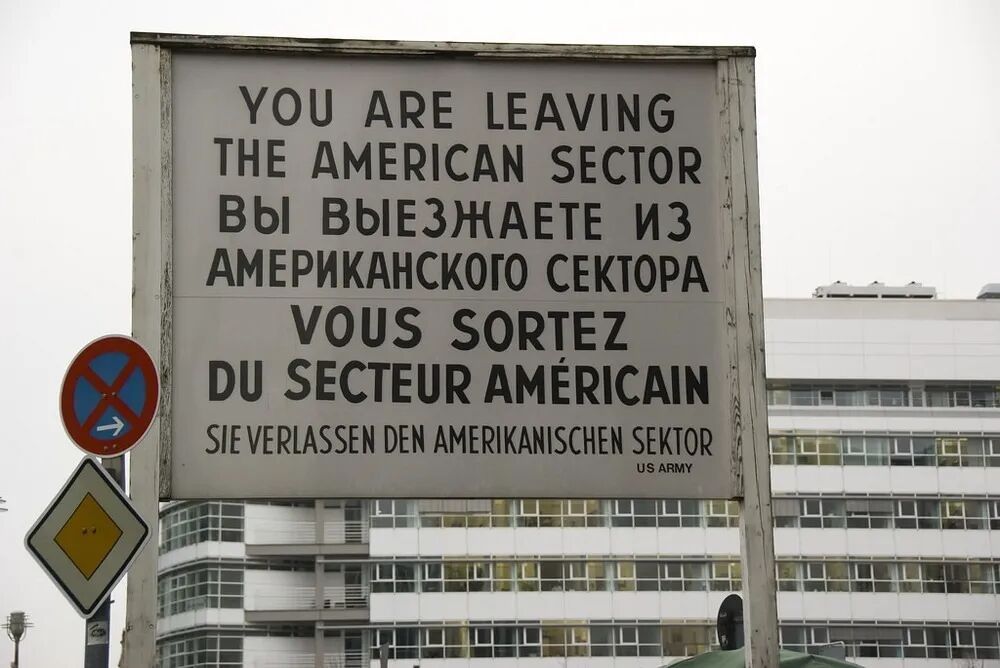 YOU ARE LEAVING
THE AMERICAN SECTOR
ВЫ ВЫЕЗЖАЕТЕ ИЗ
АМЕРИКАНСКОГО СЕКТОРА
VOUS SORTEZ
DU SECTEUR AMÉRICAIN
SIE VERLASSEN DEN AMERIKANISCHEN SEKTOR
US ARMY